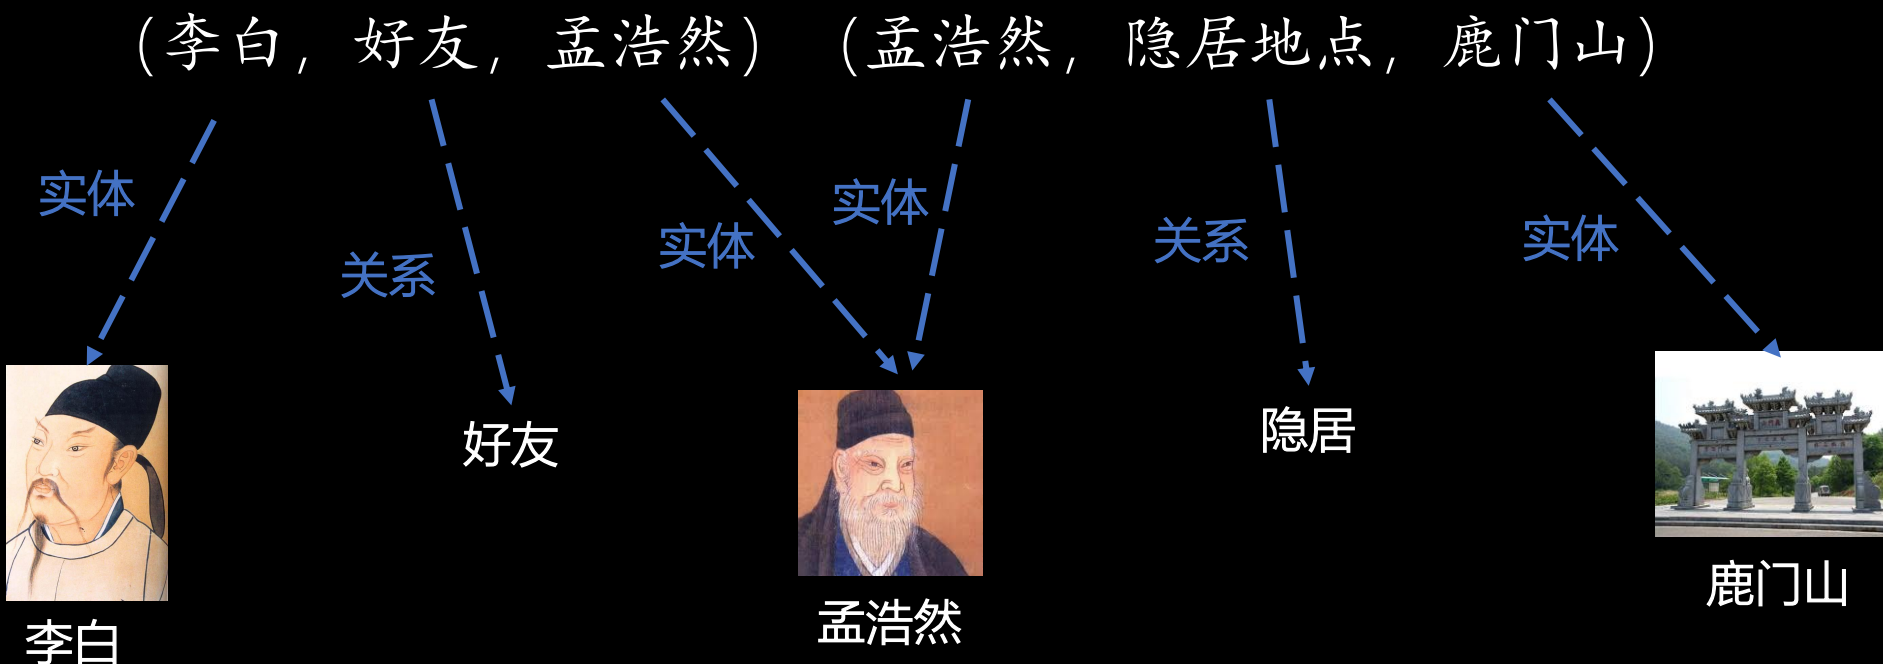 （李白，好友，孟浩然）（孟浩然，隐居地点，鹿门山）
实体
实体
关系
实体
实体
关系
好友
隐居
鹿门山
孟浩然
李白